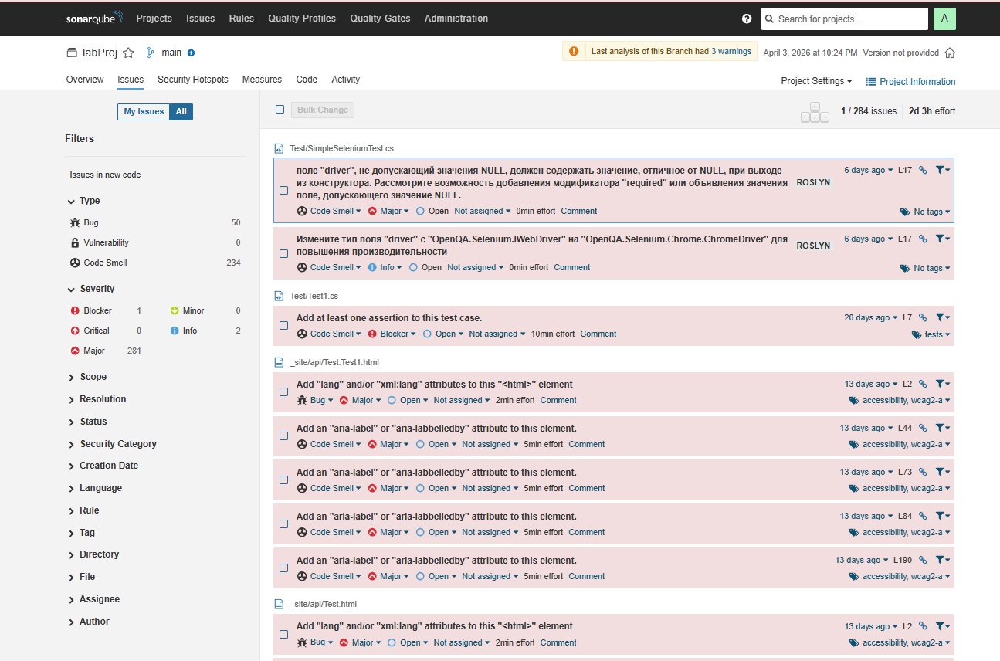 sonarqube Projects Issues Rules Quality Profiles Quality Gates Administration ? Search for projects... A
labProj main Last analysis of this Branch had 3 warnings April 3, 2026 at 10:24 PM Version not provided
Overview Issues Security Hotspots Measures Code Activity Project Settings Project Information
My Issues All
Bulk Change 1 / 284 issues 2d 3h effort
Filters
Issues in new code
Type
Bug 50
Vulnerability 0
Code Smell 234
Severity
Blocker 1 Minor 0
Critical 0 Info 2
Major 281
Scope
Resolution
Status
Security Category
Creation Date
Language
Rule
Tag
Directory
File
Assignee
Author
Test/SimpleSeleniumTest.cs
поле "driver", не допускающий значения NULL, должен содержать значение, отличное от NULL, при выходе
из конструктора. Рассмотрите возможность добавления модификатора "required" или объявления значения
поле, допускающего значение NULL.
ROSLYN
6 days ago L17
Code Smell Major Open Not assigned 0min effort Comment
No tags
Измените тип поля "driver" с "OpenQA.Selenium.IWebDriver" на "OpenQA.Selenium.Chrome.ChromeDriver" для
повышения производительности
ROSLYN
6 days ago L17
Code Smell Info Open Not assigned 0min effort Comment
No tags
Test/Test1.cs
Add at least one assertion to this test case.
20 days ago L7
Code Smell Blocker Open Not assigned 10min effort Comment
tests
_site/api/Test.Test1.html
Add "lang" and/or "xml:lang" attributes to this "<html>" element
13 days ago L2
Bug Major Open Not assigned 2min effort Comment
accessibility, wcag2-a
Add an "aria-label" or "aria-labbelledby" attribute to this element.
13 days ago L44
Code Smell Major Open Not assigned 5min effort Comment
accessibility, wcag2-a
Add an "aria-label" or "aria-labbelledby" attribute to this element.
13 days ago L73
Code Smell Major Open Not assigned 5min effort Comment
accessibility, wcag2-a
Add an "aria-label" or "aria-labbelledby" attribute to this element.
13 days ago L84
Code Smell Major Open Not assigned 5min effort Comment
accessibility, wcag2-a
Add an "aria-label" or "aria-labbelledby" attribute to this element.
13 days ago L190
Code Smell Major Open Not assigned 5min effort Comment
accessibility, wcag2-a
_site/api/Test.html
Add "lang" and/or "xml:lang" attributes to this "<html>" element
13 days ago L2
Bug Major Open Not assigned 2min effort Comment
accessibility, wcag2-a